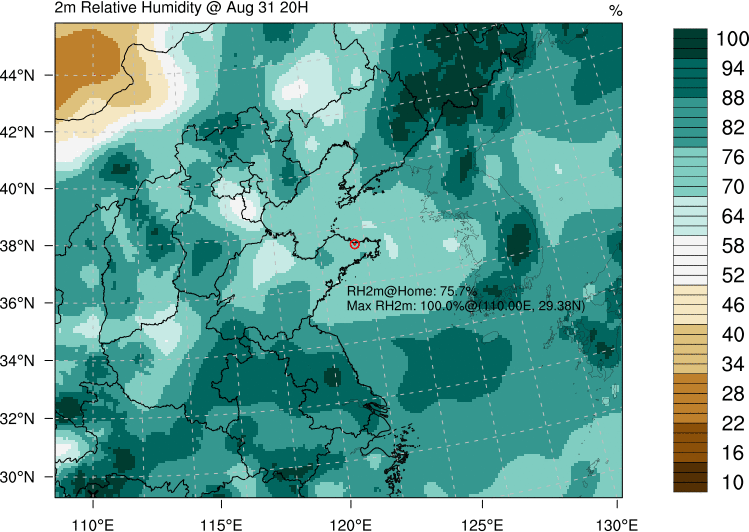 2m Relative Humidity @ Aug 31 20H
%
44°N
42°N
40°N
38°N
36°N
34°N
32°N
30°N
110°E
115°E
120°E
125°E
130°E
RH2m@Home: 75.7%
Max RH2m: 100.0%@(110.00E, 29.38N)
100
94
88
82
76
70
64
58
52
46
40
34
28
22
16
10